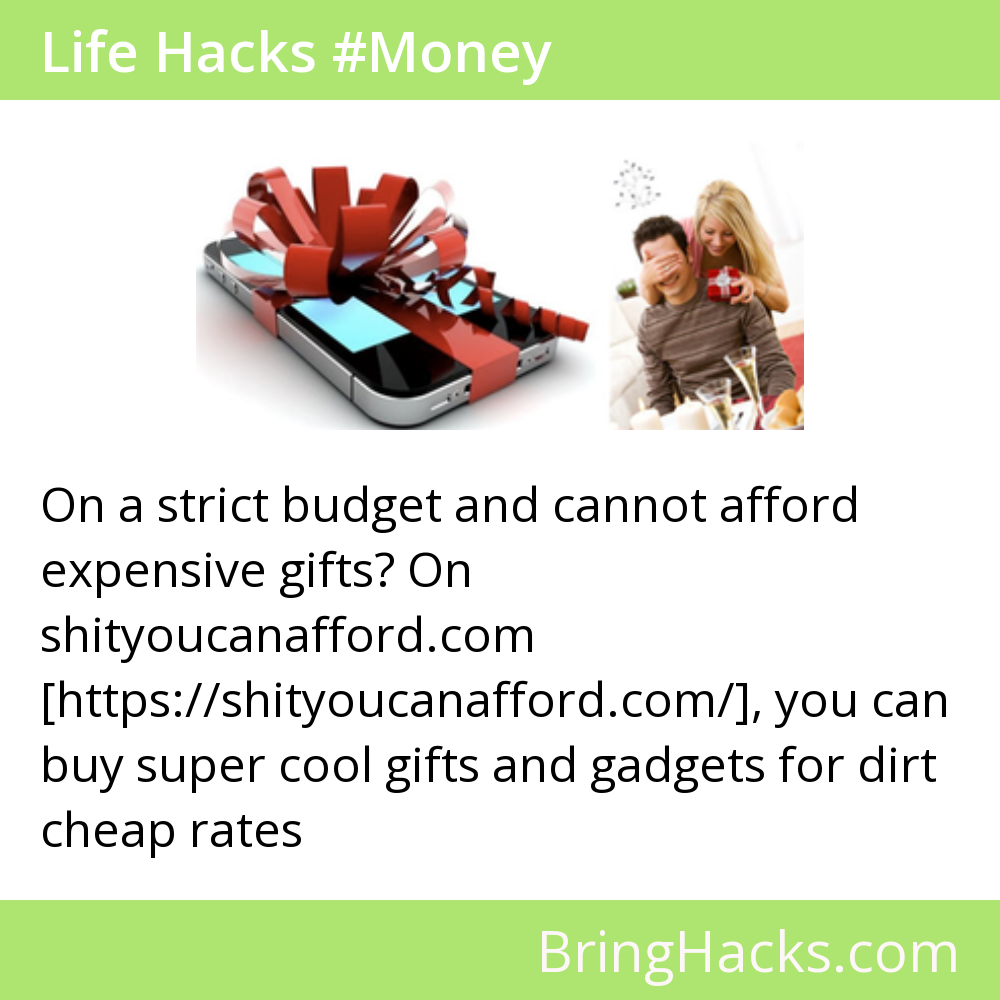 Life Hacks #Money
On a strict budget and cannot afford
expensive gifts? On
shityoucanafford.com
[https://shityoucanafford.com/], you can
buy super cool gifts and gadgets for dirt
cheap rates
BringHacks.com